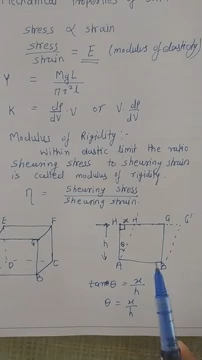 Mechanical Properties of
stress ∝ strain
stress / strain = E (modulus of elasticity)
Y = MgL / πr²l
K = dP/dV · V or V · dP/dV
Modulus of Rigidity :-
Within elastic limit the ratio
shearing stress to shearing strain
is called modulus of rigidity.
η = Shearing stress / Shearing strain.
E F H x H' G G'
h θ
D C A B
B
tan θ = x/h
θ = x/h